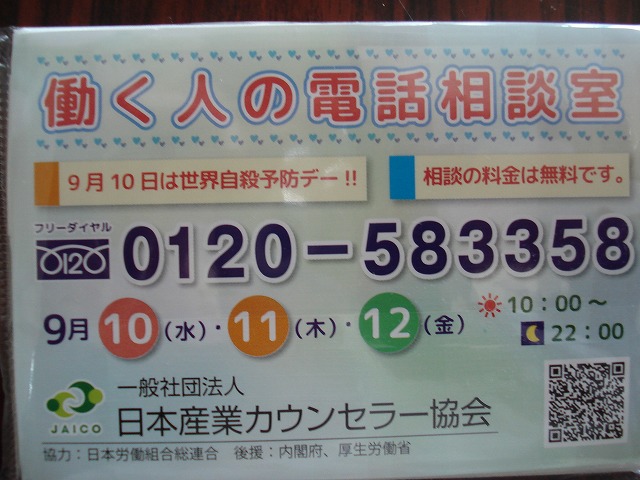 働く人の電話相談室
9月10日は世界自殺予防デー!! 相談の料金は無料です。
フリーダイヤル
0120-583358
9月10(水)・11(木)・12(金) 10:00～
22:00
一般社団法人
日本産業カウンセラー協会
JAICO
協力：日本労働組合総連合 後援：内閣府、厚生労働省